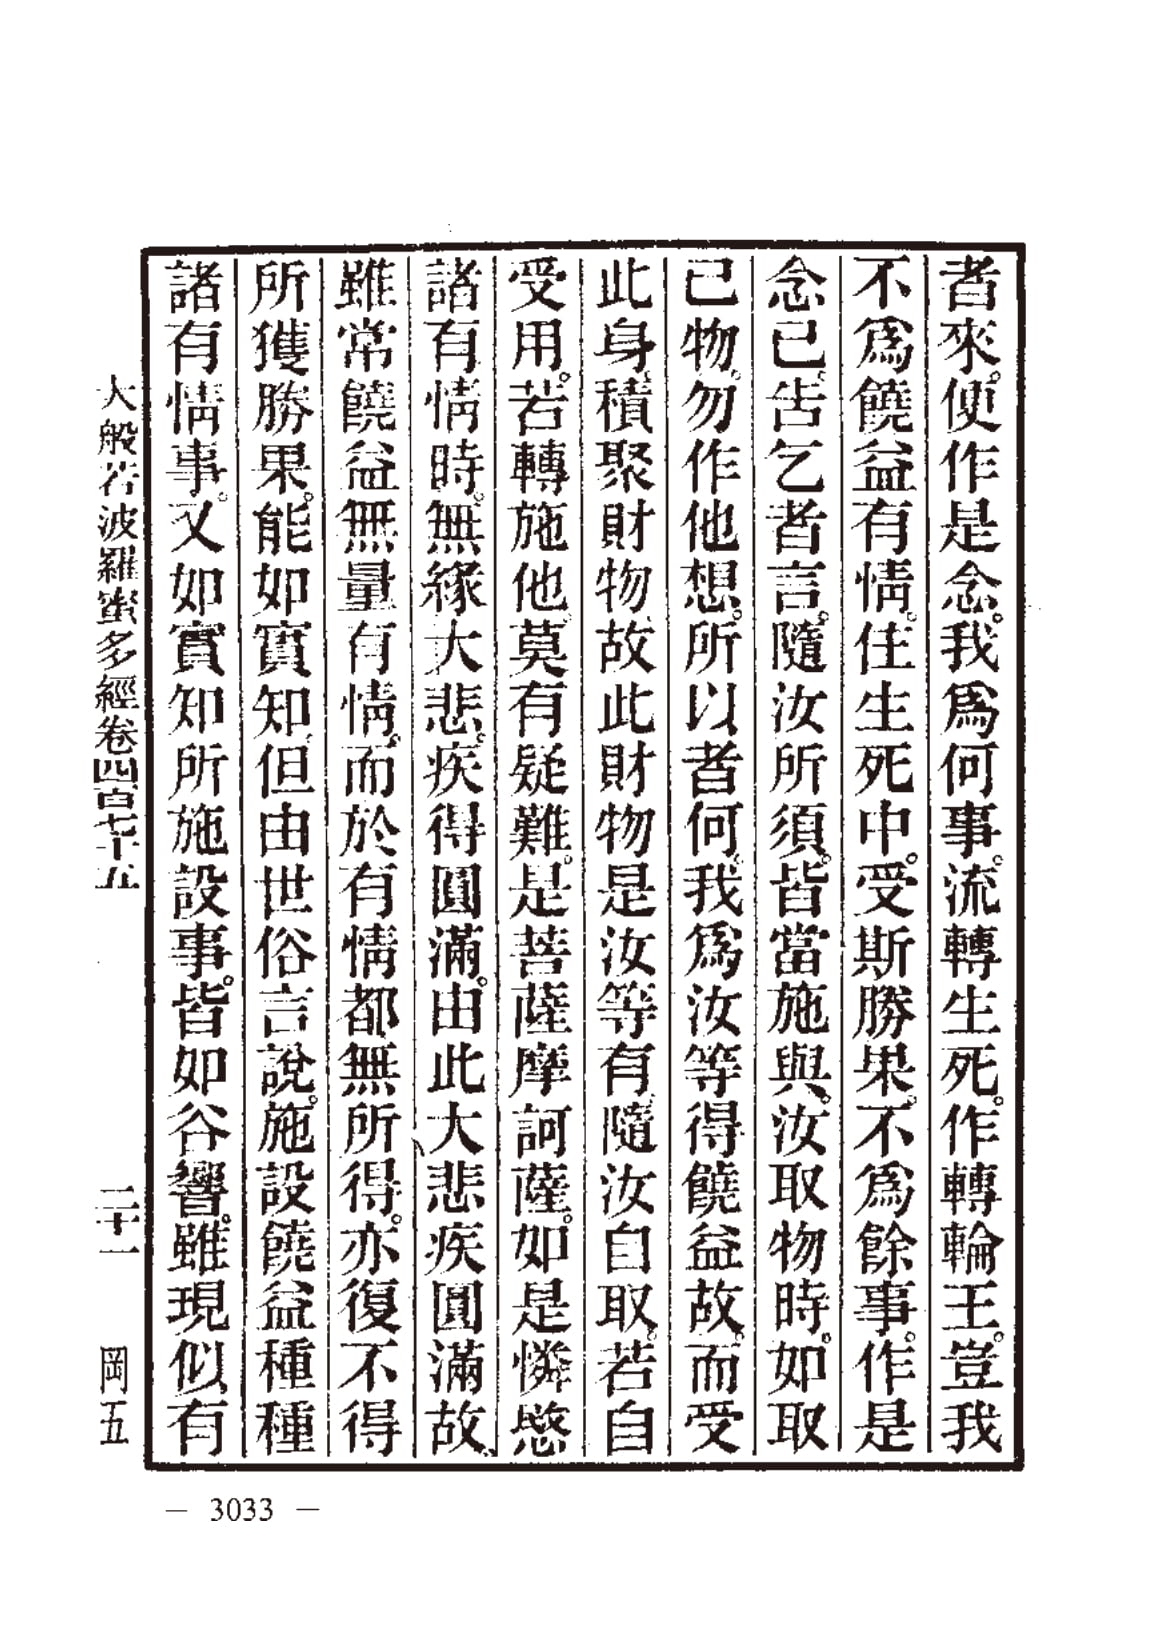 者來。便作是念。我爲何事。流轉生死。作轉輪王。豈我
不爲饒益有情。住生死中。受斯勝果。不爲餘事。作是
念已。告乞者言。隨汝所須。皆當施與。汝取物時。如取
己物。勿作他想。所以者何。我爲汝等得饒益故。而受
此身、積聚財物、故此財物是汝等有、隨汝自取。若自
受用。若轉施他、莫有疑難。是菩薩摩訶薩。如是憐愍
諸有情時。無緣大悲。疾得圓滿。由此大悲疾圓滿故、
雖常饒益無量有情。而於有情都無所得。亦復不得
所獲勝果。能如實知、但由世俗言說。施設饒益種種
諸有情事。又如實知所施設事。皆如谷響。雖現似有
大般若波羅蜜多經卷四百七十五　二十一　岡五
— 3033 —